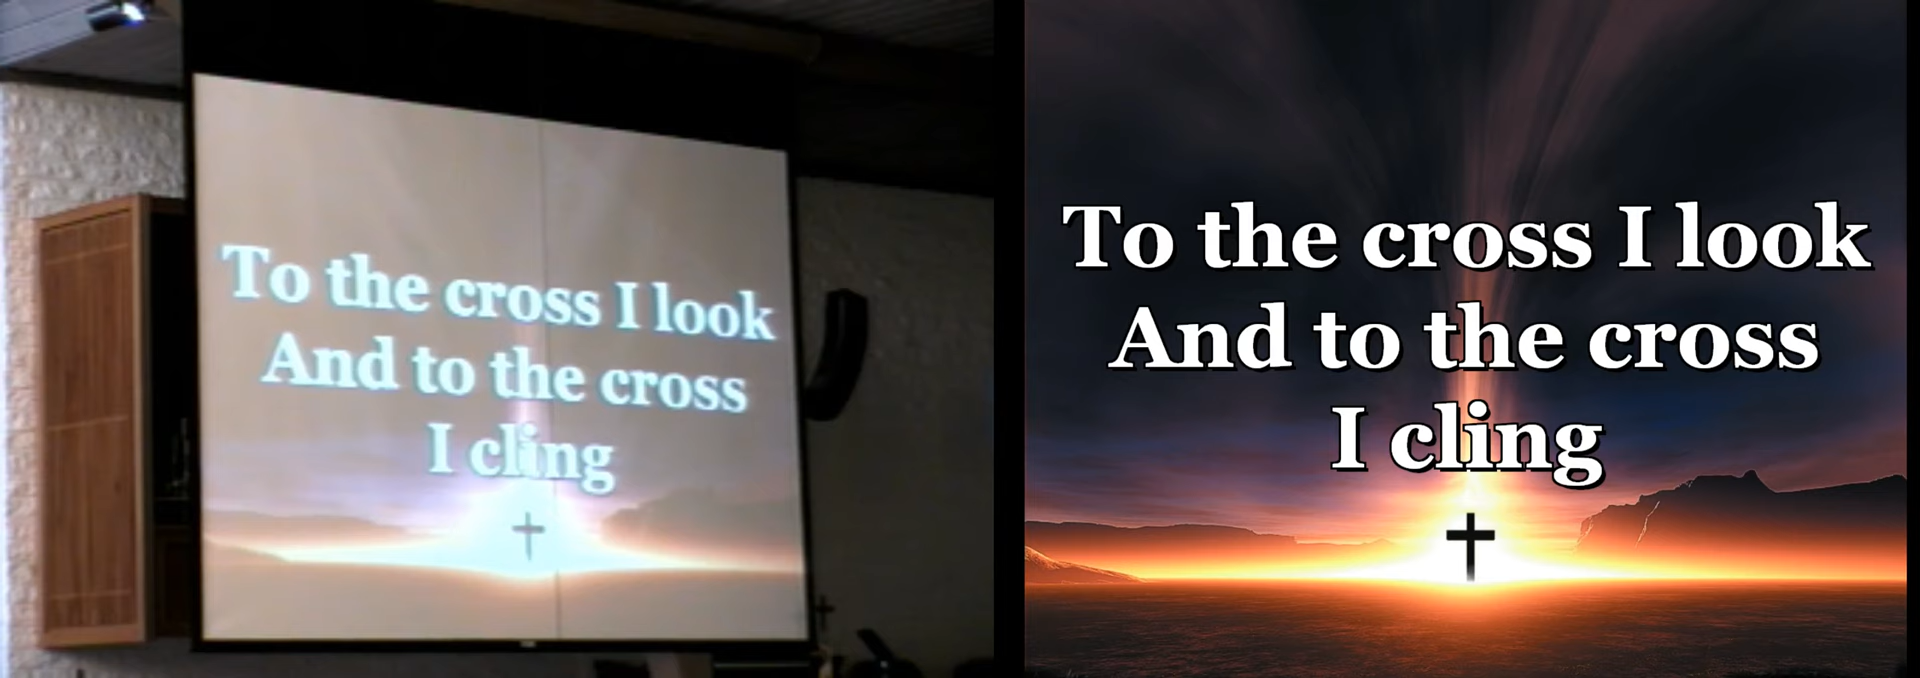 To the cross I look
And to the cross
I cling
To the cross I look
And to the cross
I cling